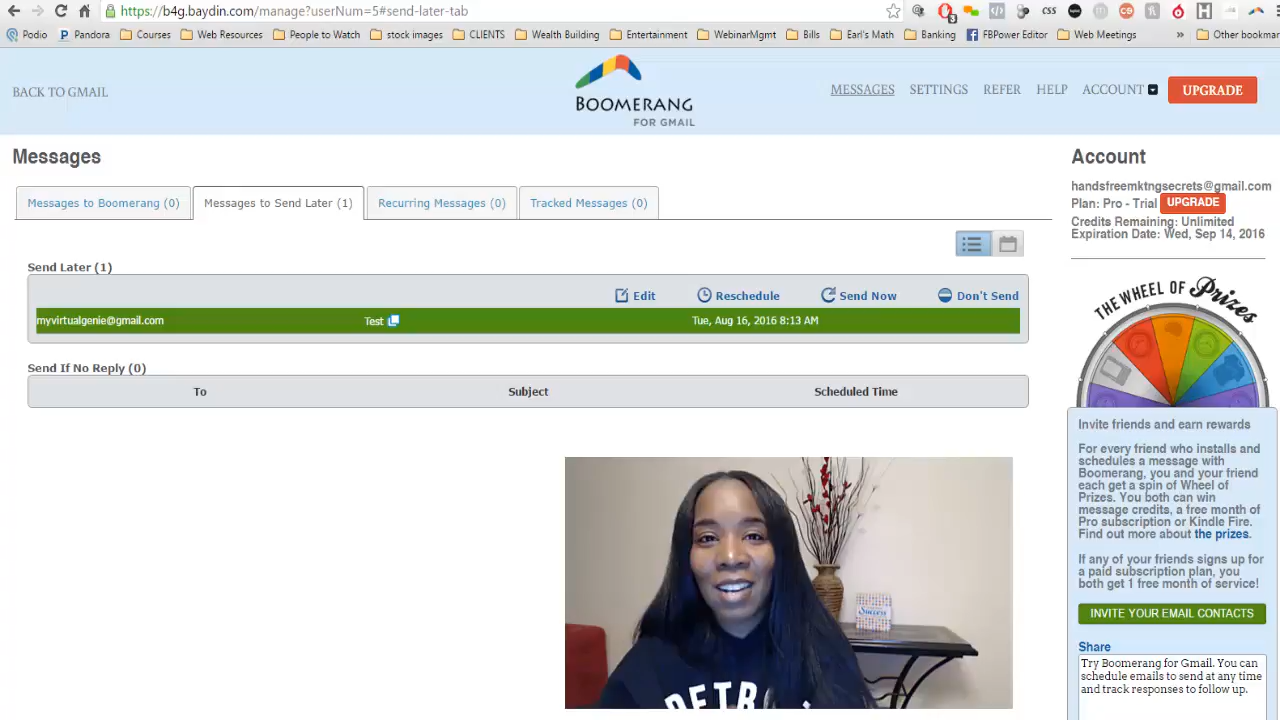 https://b4g.baydin.com/manage?userNum=5#send-later-tab
Podio Pandora Courses Web Resources People to Watch stock images CLIENTS Wealth Building Entertainment WebinarMgmt Bills Earl's Math Banking FBPower Editor Web Meetings » Other bookmar
BACK TO GMAIL
BOOMERANG
FOR GMAIL
MESSAGES SETTINGS REFER HELP ACCOUNT UPGRADE
Messages
Messages to Boomerang (0) Messages to Send Later (1) Recurring Messages (0) Tracked Messages (0)
Send Later (1)
Edit Reschedule Send Now Don't Send
myvirtualgenie@gmail.com Test Tue, Aug 16, 2016 8:13 AM
Send If No Reply (0)
To Subject Scheduled Time
Account
handsfreemktngsecrets@gmail.com
Plan: Pro - Trial UPGRADE
Credits Remaining: Unlimited
Expiration Date: Wed, Sep 14, 2016
THE WHEEL OF Prizes
Invite friends and earn rewards
For every friend who installs and
schedules a message with
Boomerang, you and your friend
each get a spin of Wheel of
Prizes. You both can win
message credits, a free month of
Pro subscription or Kindle Fire.
Find out more about the prizes.
If any of your friends signs up for
a paid subscription plan, you
both get 1 free month of service!
INVITE YOUR EMAIL CONTACTS
Share
Try Boomerang for Gmail. You can
schedule emails to send at any time
and track responses to follow up.
Success
DETRO